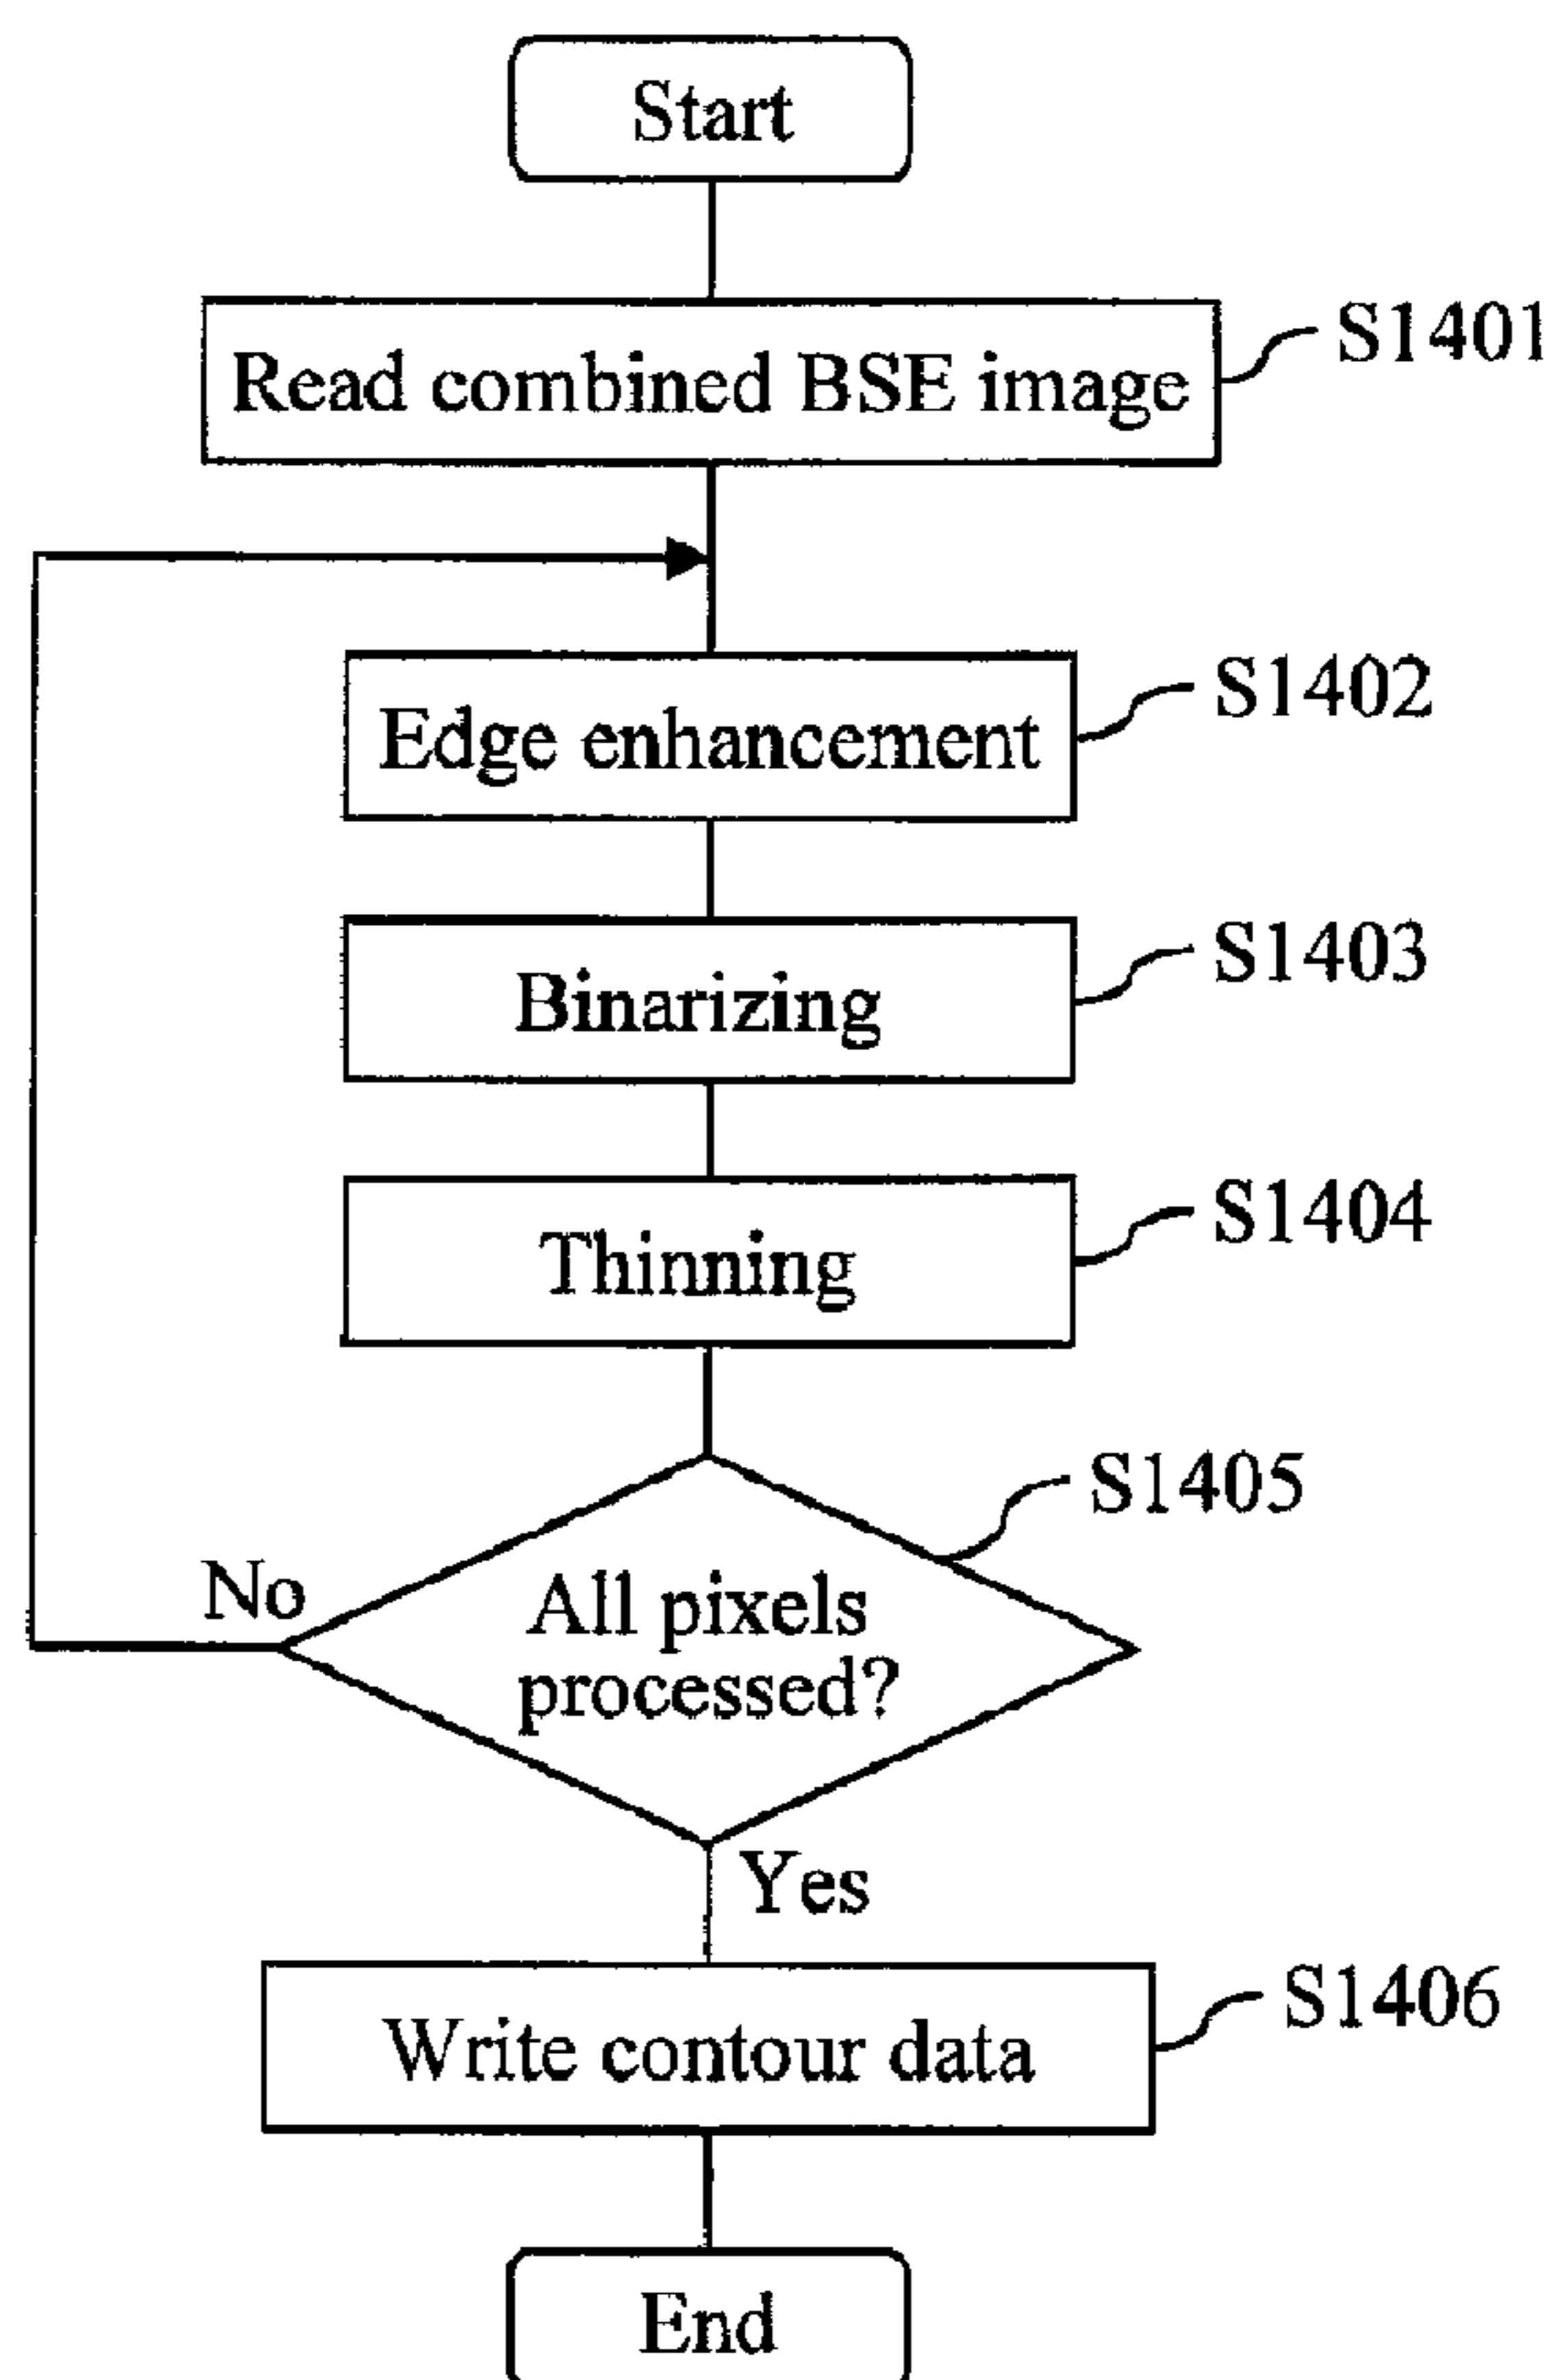 Start
Read combined BSE image
S1401
Edge enhancement
S1402
Binarizing
S1403
Thinning
S1404
S1405
All pixels
processed?
No
Yes
Write contour data
S1406
End